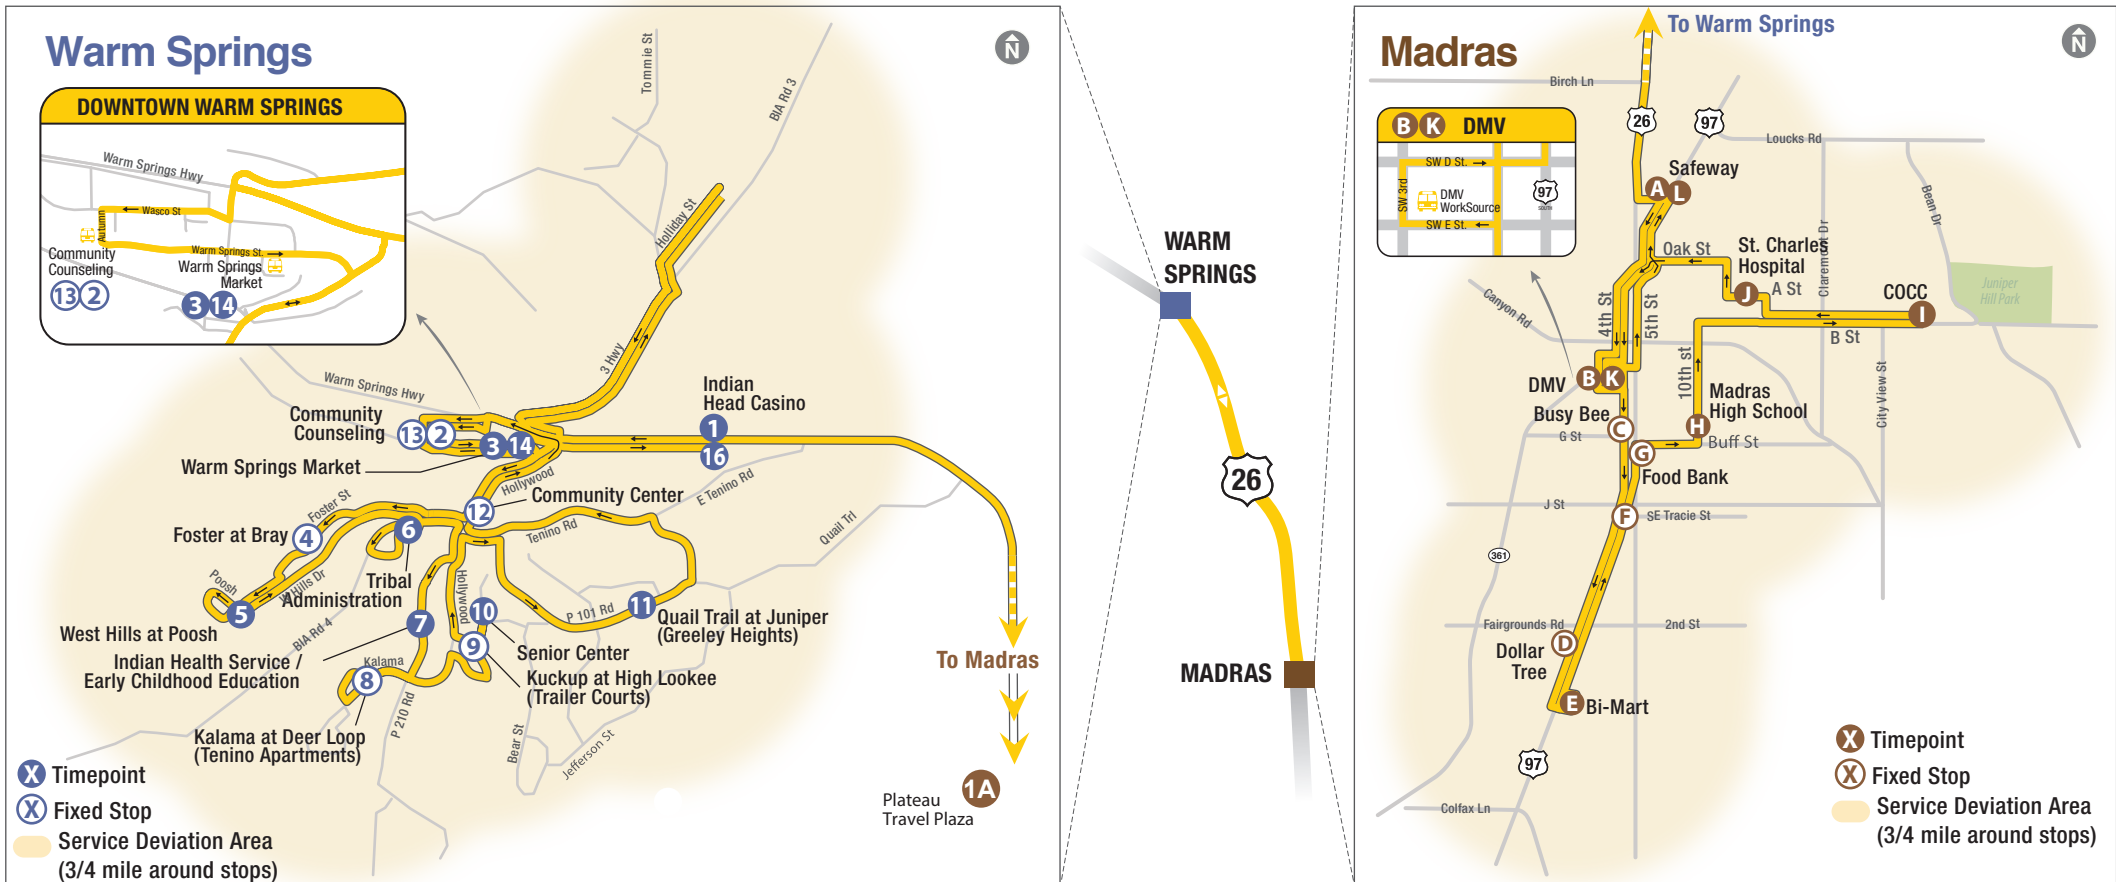 Warm Springs
N
DOWNTOWN WARM SPRINGS
Warm Springs Hwy
Wasco St
Autumn
Warm Springs St.
Community
Counseling
13 2
Warm Springs
Market
3 14
Tommie St
BIA Rd 3
Holliday St
3 Hwy
Warm Springs Hwy
Indian
Head Casino
1
16
Community
Counseling
13 2
3 14
Warm Springs Market
Hollywood
E Tenino Rd
Community Center
12
Foster St
Foster at Bray
4
6
Tenino Rd
Quail Trl
Poosh
W Hills Dr
Tribal
Administration
Hollywood
5
West Hills at Poosh
BIA Rd 4
7
10
P 101 Rd
11
Quail Trail at Juniper
(Greeley Heights)
Indian Health Service /
Early Childhood Education
9
Senior Center
Kuckup at High Lookee
(Trailer Courts)
Kalama
8
P 210 Rd
Kalama at Deer Loop
(Tenino Apartments)
Bear St
Jefferson St
To Madras
1A
Plateau
Travel Plaza
X Timepoint
X Fixed Stop
Service Deviation Area
(3/4 mile around stops)
WARM
SPRINGS
26
MADRAS
Madras
To Warm Springs
N
Birch Ln
B K DMV
SW D St.
SW 3rd
DMV
WorkSource
97
SOUTH
SW E St.
26
97
Loucks Rd
Safeway
A L
Bean Dr
Claremont Dr
Oak St
St. Charles
Hospital
J
A St
COCC
I
Juniper
Hill Park
Canyon Rd
4th St
5th St
B St
10th st
City View St
DMV
B K
Busy Bee
C
G St
Madras
High School
H
Buff St
G
Food Bank
J St
F
SE Tracie St
361
Fairgrounds Rd
2nd St
D
Dollar
Tree
E
Bi-Mart
97
Colfax Ln
X Timepoint
X Fixed Stop
Service Deviation Area
(3/4 mile around stops)